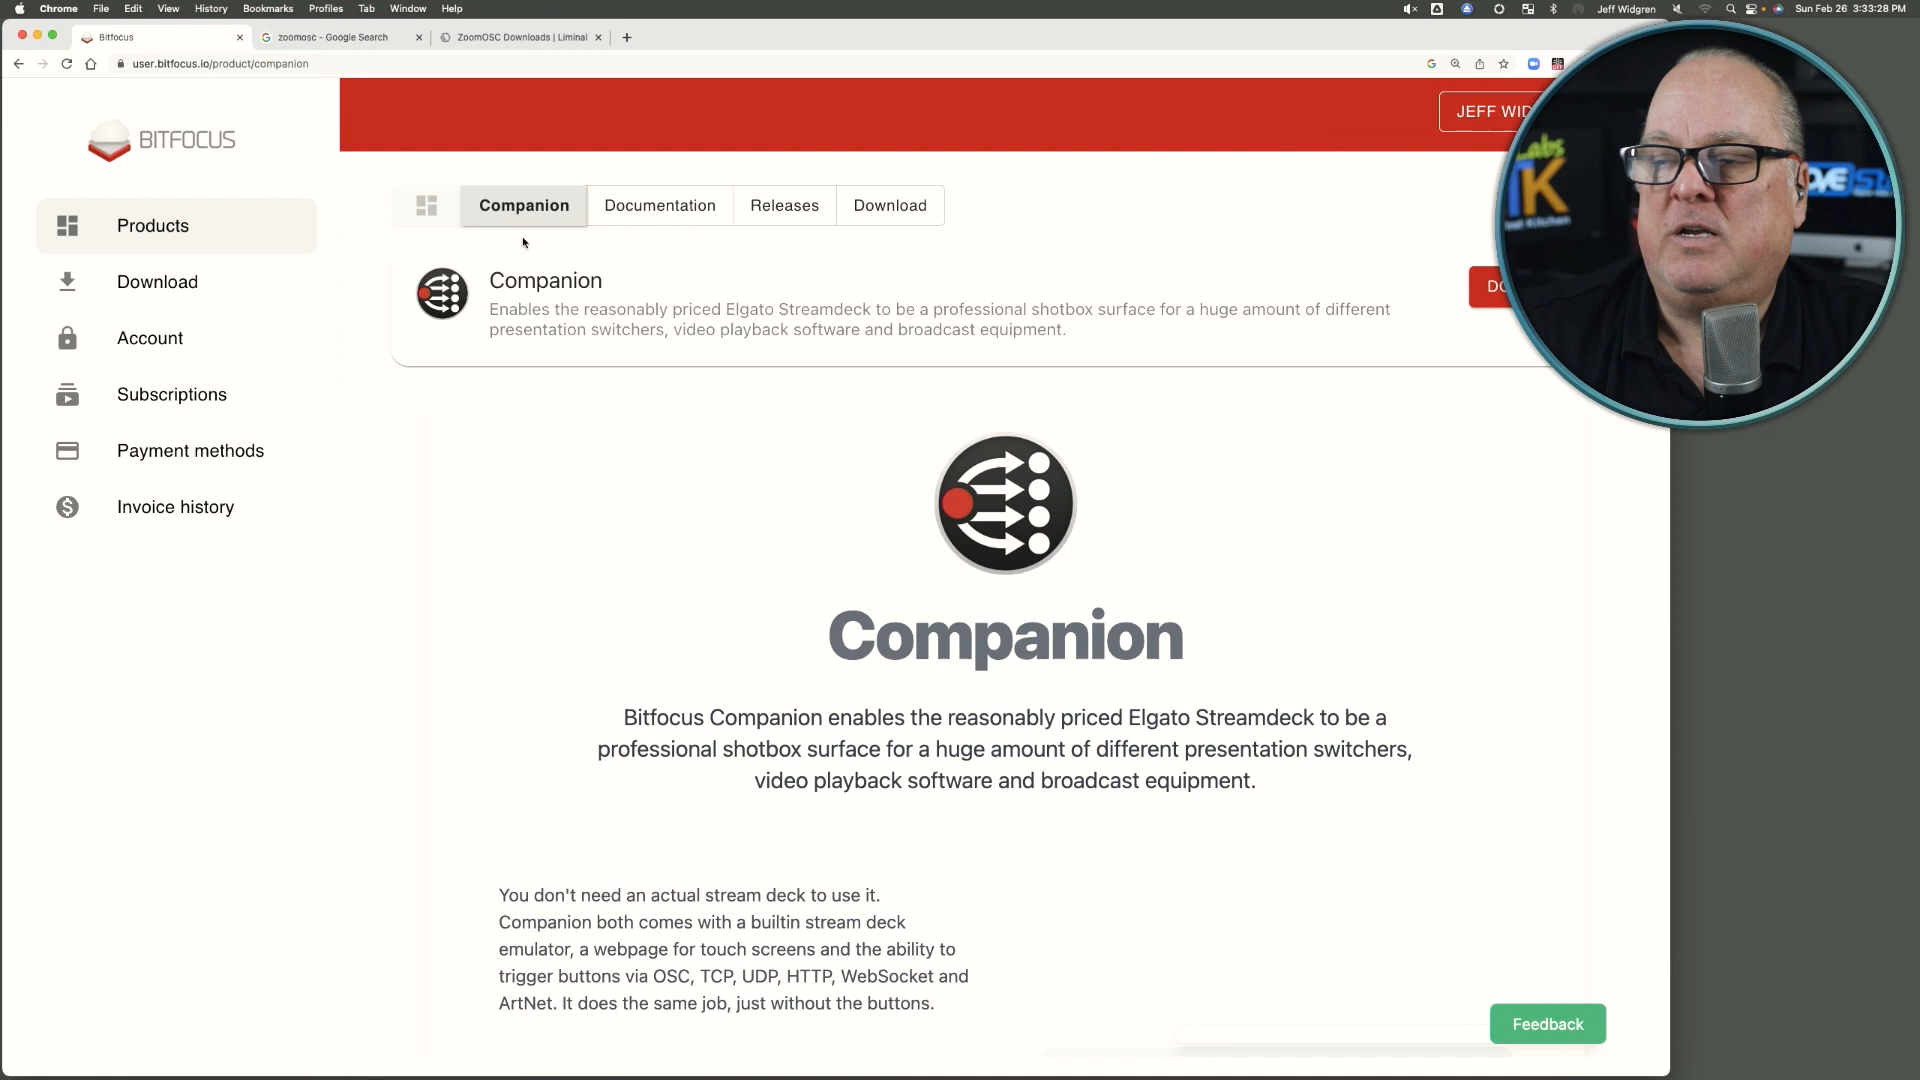 Chrome File Edit View History Bookmarks Profiles Tab Window Help
Jeff Widgren
Sun Feb 26 3:33:28 PM
Bitfocus
zoomosc - Google Search
ZoomOSC Downloads | Liminal
user.bitfocus.io/product/companion
BITFOCUS
JEFF WID
Products
Download
Account
Subscriptions
Payment methods
Invoice history
Companion
Documentation
Releases
Download
Companion
Enables the reasonably priced Elgato Streamdeck to be a professional shotbox surface for a huge amount of different
presentation switchers, video playback software and broadcast equipment.
DO
Labs
TK
Companion
Bitfocus Companion enables the reasonably priced Elgato Streamdeck to be a
professional shotbox surface for a huge amount of different presentation switchers,
video playback software and broadcast equipment.
You don't need an actual stream deck to use it.
Companion both comes with a builtin stream deck
emulator, a webpage for touch screens and the ability to
trigger buttons via OSC, TCP, UDP, HTTP, WebSocket and
ArtNet. It does the same job, just without the buttons.
Feedback